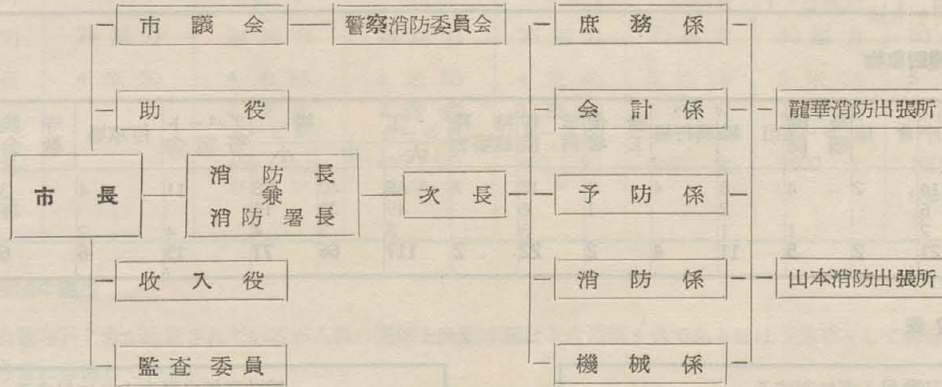 市議会
警察消防委員会
庶務係
助役
会計係
龍華消防出張所
市長
消防長
兼
消防署長
次長
予防係
収入役
消防係
山本消防出張所
監査委員
機械係